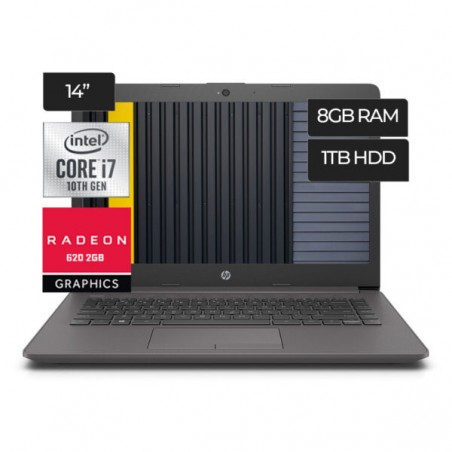 14”
intel
CORE i7
10TH GEN
RADEON
620 2GB
GRAPHICS
8GB RAM
1TB HDD
hp